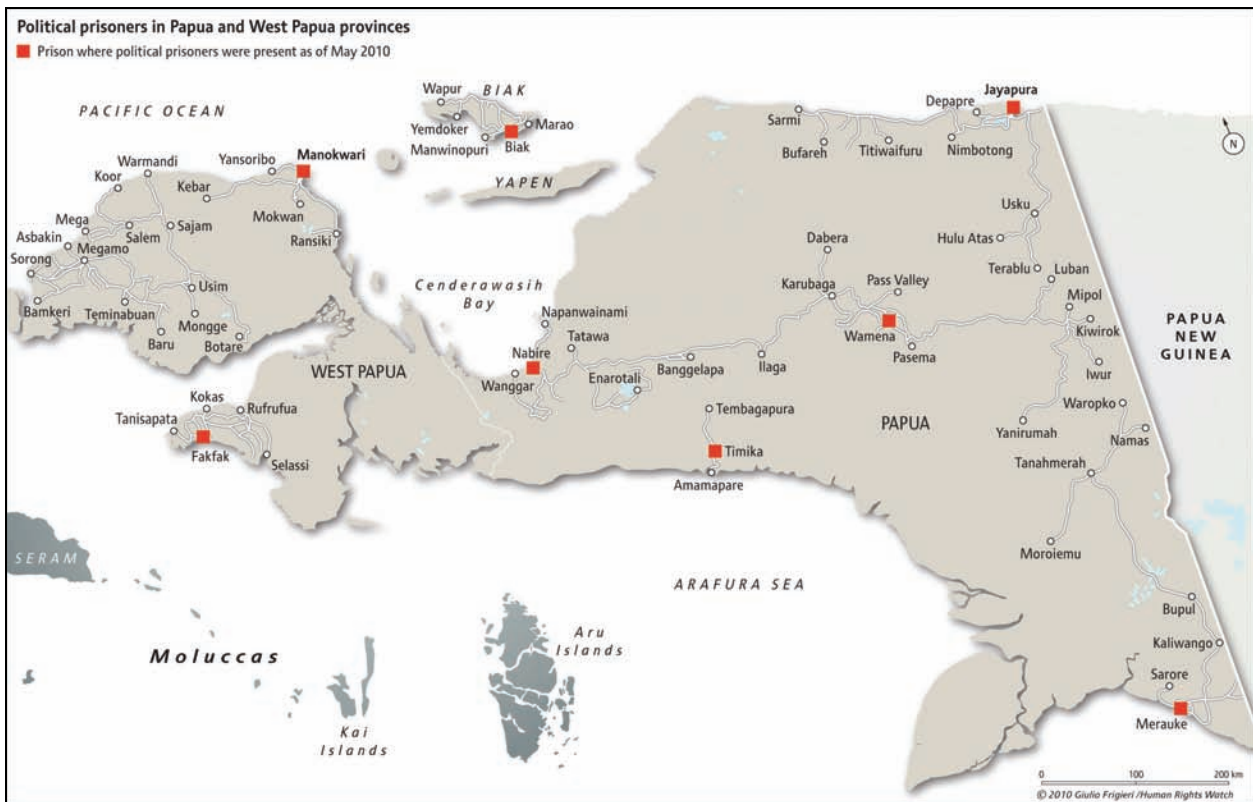 Political prisoners in Papua and West Papua provinces
Prison where political prisoners were present as of May 2010
PACIFIC OCEAN
Wapur
BIAK
Yemdoker
Marao
Manwinopuri
Biak
YAPEN
Jayapura
Depapre
Sarmi
Bufareh
Titiwaifuru
Nimbotong
N
Warmandi
Yansoribo
Manokwari
Koor
Kebar
Mokwan
Mega
Salem
Sajam
Ransiki
Asbakin
Megamo
Sorong
Usim
Bamkeri
Teminabuan
Mongge
Baru
Botare
Usku
Hulu Atas
Dabera
Terablu
Luban
Karubaga
Pass Valley
Mipol
Cenderawasih
Bay
Napanwainami
Tatawa
Wamena
Kiwirok
PAPUA
NEW
GUINEA
Pasema
Nabire
WEST PAPUA
Wanggar
Enarotali
Banggelapa
Ilaga
Iwur
Waropko
Kokas
Rufrufua
Tanisapata
Tembagapura
PAPUA
Yanirumah
Namas
Fakfak
Selassi
Timika
Tanahmerah
Amamapare
Moroiemu
SERAM
ARAFURA SEA
Bupul
Moluccas
Aru
Islands
Kaliwango
Sarore
Kai
Islands
Merauke
0 100 200 km
© 2010 Giulio Frigieri /Human Rights Watch